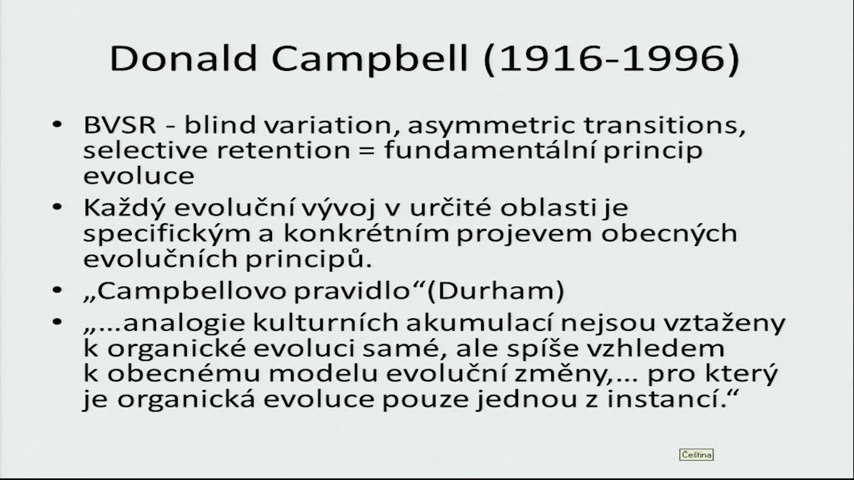 Donald Campbell (1916-1996)
• BVSR - blind variation, asymmetric transitions,
selective retention = fundamentální princip
evoluce
• Každý evoluční vývoj v určité oblasti je
specifickým a konkrétním projevem obecných
evolučních principů.
• „Campbellovo pravidlo“(Durham)
• „...analogie kulturních akumulací nejsou vztaženy
k organické evoluci samé, ale spíše vzhledem
k obecnému modelu evoluční změny,... pro který
je organická evoluce pouze jednou z instancí.“
Čeština